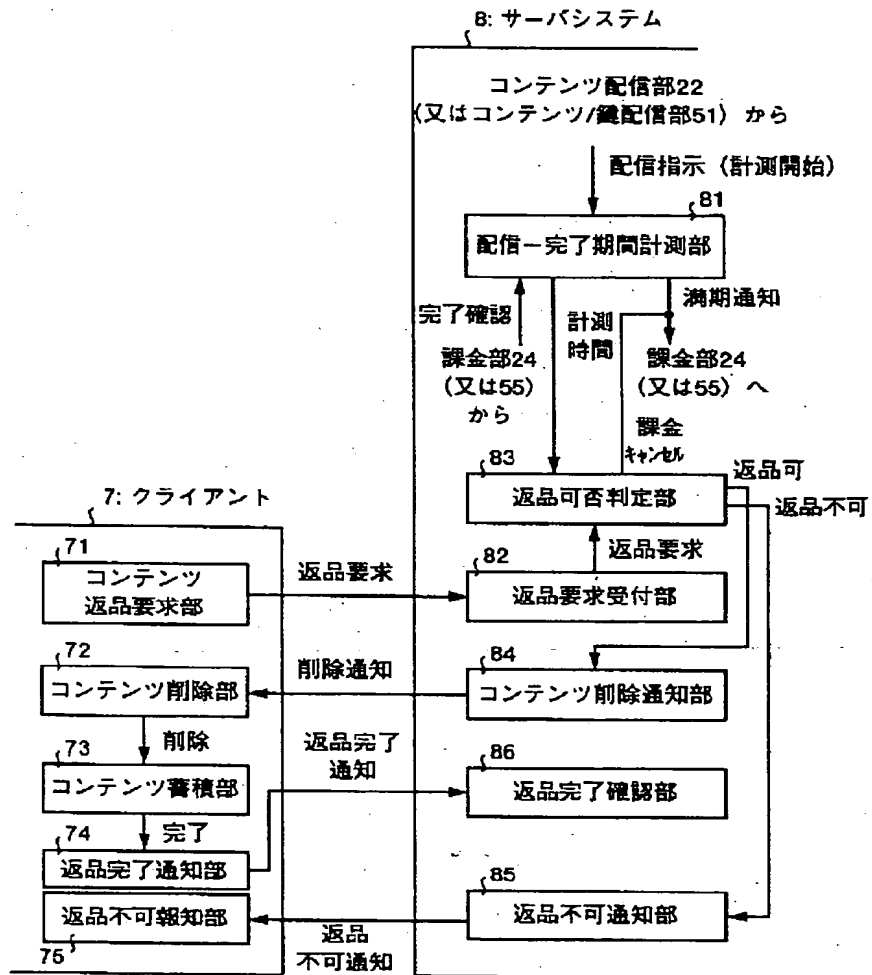 8: サーバシステム
コンテンツ配信部22
(又はコンテンツ/鍵配信部51) から
配信指示 (計測開始)
81
配信ー完了期間計測部
満期通知
完了確認
計測
時間
課金部24
(又は55)
から
課金部24
(又は55) へ
課金
キャンセル
83
返品可
返品可否判定部
返品不可
7: クライアント
返品要求
71
コンテンツ
返品要求部
返品要求
82
返品要求受付部
72
コンテンツ削除部
削除通知
84
コンテンツ削除通知部
削除
73
コンテンツ蓄積部
返品完了
通知
86
返品完了確認部
完了
74
返品完了通知部
85
返品不可報知部
返品不可通知部
75
返品
不可通知